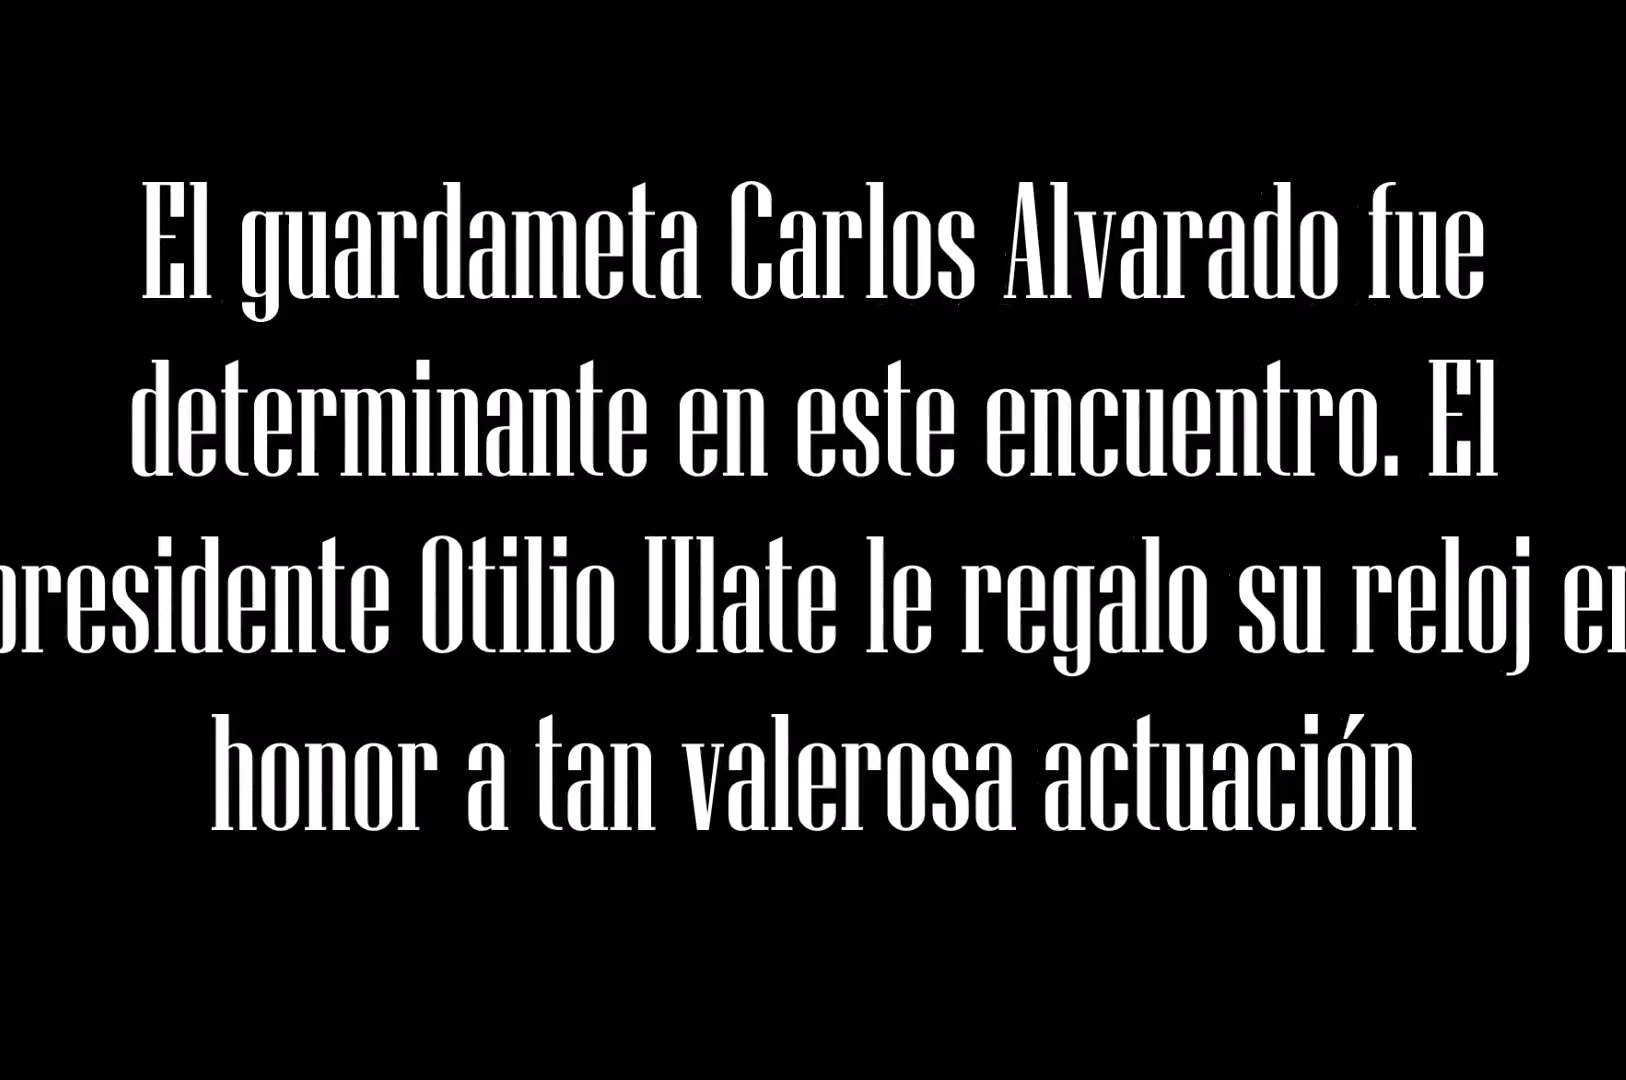 El guardameta Carlos Alvarado fue
determinante en este encuentro. El
presidente Otilio Ulate le regalo su reloj en
honor a tan valerosa actuación